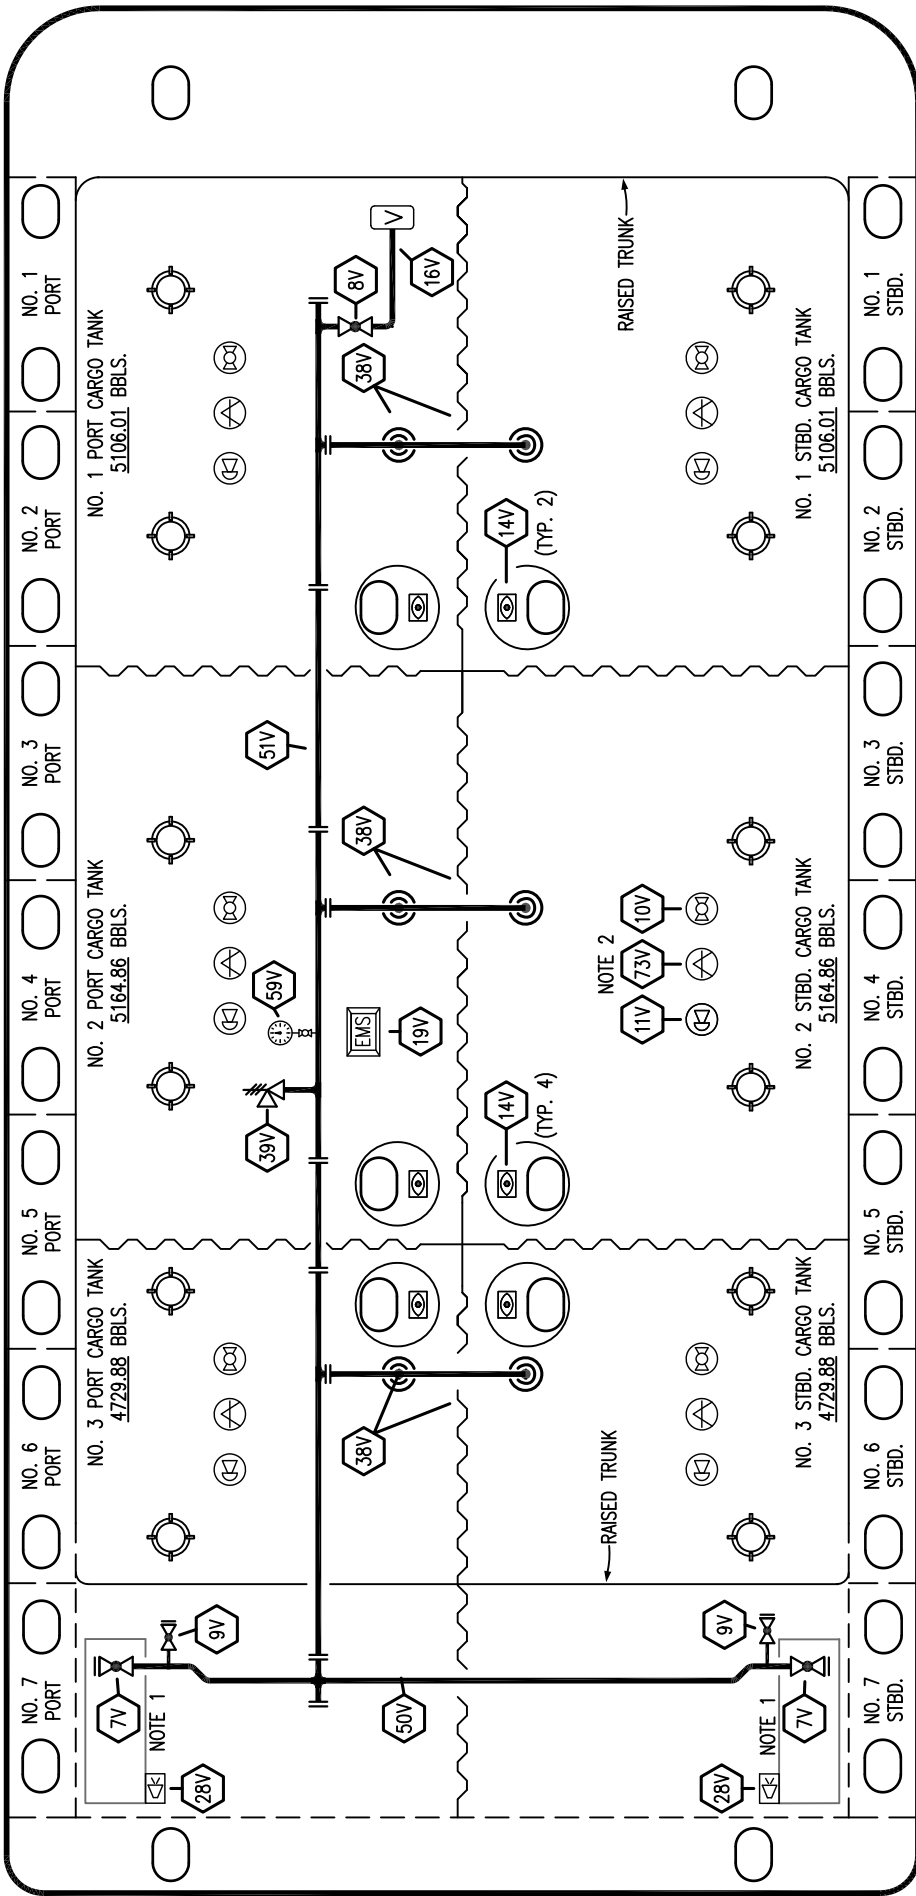 NO. 7
PORT
NO. 6
PORT
NO. 5
PORT
NO. 4
PORT
NO. 3
PORT
NO. 2
PORT
NO. 1
PORT
NO. 3 PORT CARGO TANK
4729.88 BBLS.
NO. 2 PORT CARGO TANK
5164.86 BBLS.
NO. 1 PORT CARGO TANK
5106.01 BBLS.
7V
NOTE 1
9V
28V
39V
59V
51V
8V
V
16V
38V
38V
38V
EMS
19V
50V
14V
(TYP. 4)
14V
(TYP. 2)
RAISED TRUNK
RAISED TRUNK
NOTE 2
11V
73V
10V
9V
28V
NOTE 1
7V
NO. 3 STBD. CARGO TANK
4729.88 BBLS.
NO. 2 STBD. CARGO TANK
5164.86 BBLS.
NO. 1 STBD. CARGO TANK
5106.01 BBLS.
NO. 7
STBD.
NO. 6
STBD.
NO. 5
STBD.
NO. 4
STBD.
NO. 3
STBD.
NO. 2
STBD.
NO. 1
STBD.